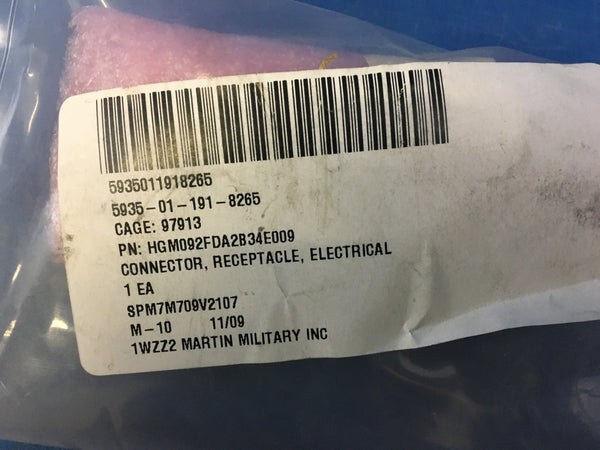 5935011918265
5935-01-191-8265
CAGE: 97913
PN: HGM092FDA2B34E009
CONNECTOR, RECEPTACLE, ELECTRICAL
1 EA
SPM7M709V2107
M-10 11/09
1WZZ2 MARTIN MILITARY INC